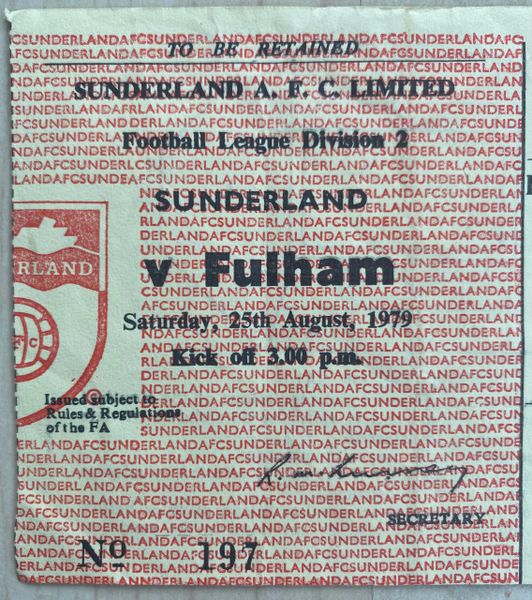 TO BE RETAINED
SUNDERLAND A. F. C. LIMITED
Football League Division 2
SUNDERLAND
v Fulham
Saturday, 25th August, 1979
Kick off 3.00 p.m.
ERLAND
Issued subject to
Rules & Regulations
of the FA
SECRETARY
Nº 197